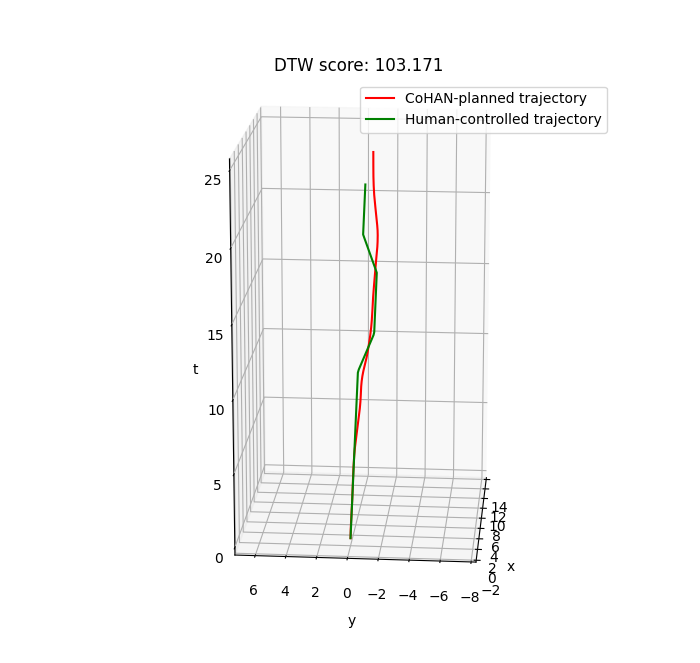 DTW score: 103.171
CoHAN-planned trajectory
Human-controlled trajectory
25
20
15
t
10
5
0
14
12
10
8
6
4
2
0
−2
x
6 4 2 0 −2 −4 −6 −8
y